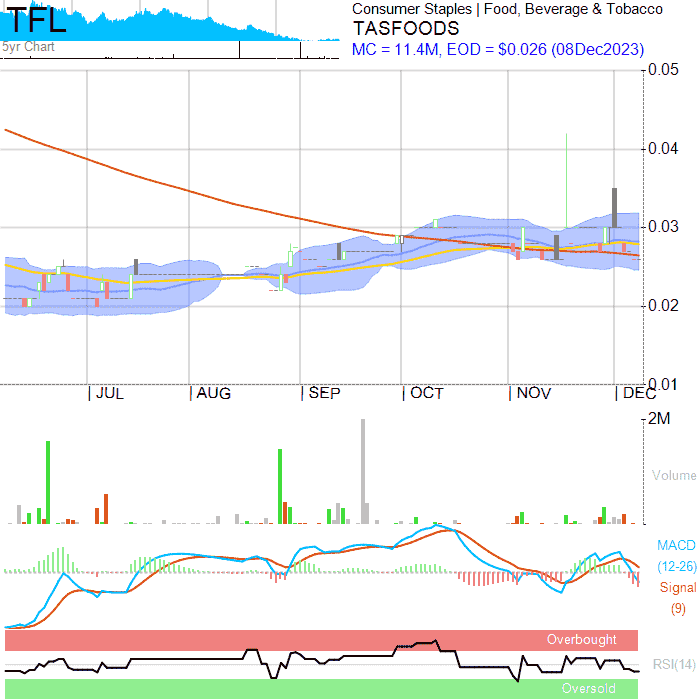 TFL
5yr Chart
Consumer Staples | Food, Beverage & Tobacco
TASFOODS
MC = 11.4M, EOD = $0.026 (08Dec2023)
0.05
0.04
0.03
0.02
0.01
JUL AUG SEP OCT NOV DEC
2M
Volume
MACD
(12-26)
Signal
(9)
Overbought
RSI(14)
Oversold